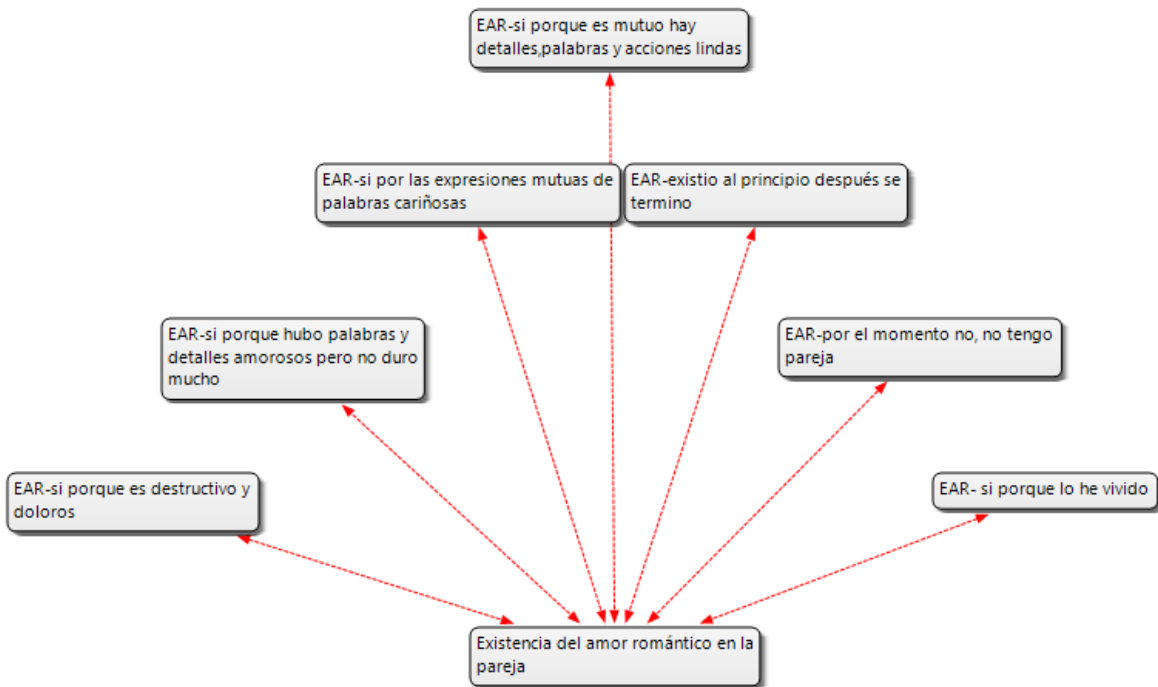 EAR-si porque es mutuo hay
detalles,palabras y acciones lindas
EAR-si por las expresiones mutuas de
palabras cariñosas
EAR-existio al principio después se
termino
EAR-si porque hubo palabras y
detalles amorosos pero no duro
mucho
EAR-por el momento no, no tengo
pareja
EAR-si porque es destructivo y
doloros
EAR- si porque lo he vivido
Existencia del amor romántico en la
pareja